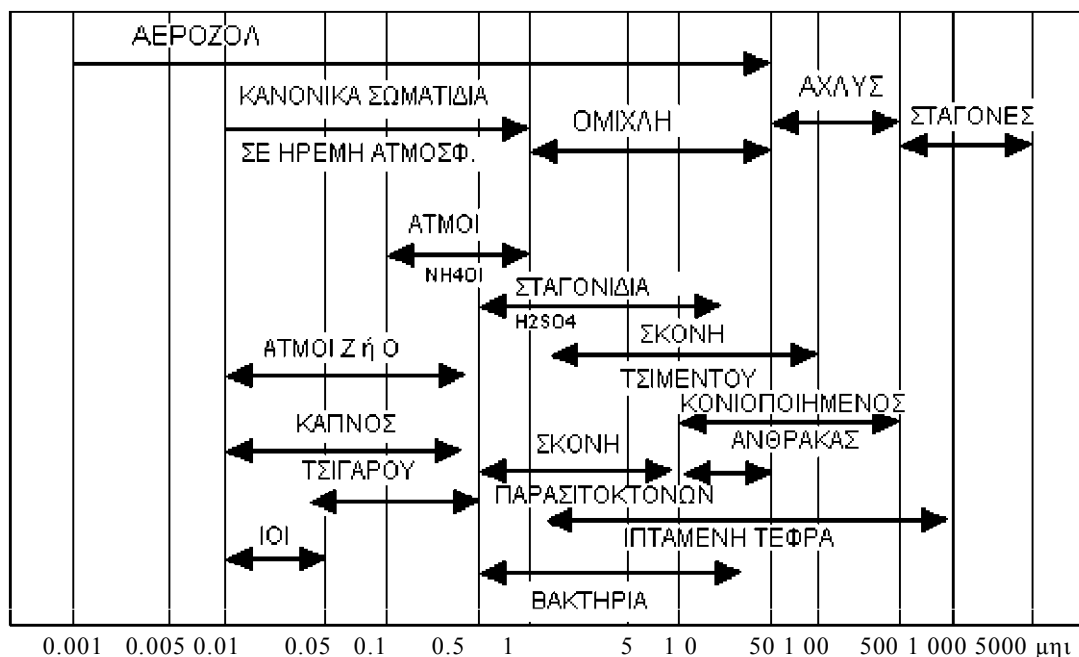 ΑΕΡΟΖΟΛ
ΑΧΛΥΣ
ΚΑΝΟΝΙΚΑ ΣΩΜΑΤΙΔΙΑ
ΟΜΙΧΛΗ
ΣΤΑΓΟΝΕΣ
ΣΕ ΗΡΕΜΗ ΑΤΜΟΣΦ.
ΑΤΜΟΙ
NH4OI
ΣΤΑΓΟΝΙΔΙΑ
H2SO4
ΣΚΟΝΗ
ΑΤΜΟΙ Ζ ή Ο
ΤΣΙΜΕΝΤΟΥ
ΚΟΝΙΟΠΟΙΗΜΕΝΟΣ
ΚΑΠΝΟΣ
ΣΚΟΝΗ
ΑΝΘΡΑΚΑΣ
ΤΣΙΓΑΡΟΥ
ΠΑΡΑΣΙΤΟΚΤΟΝΩΝ
ΙΟΙ
ΙΠΤΑΜΕΝΗ ΤΕΦΡΑ
ΒΑΚΤΗΡΙΑ
0.001 0.005 0.01 0.05 0.1 0.5 1 5 1 0 50 1 00 500 1 000 5000 μηι